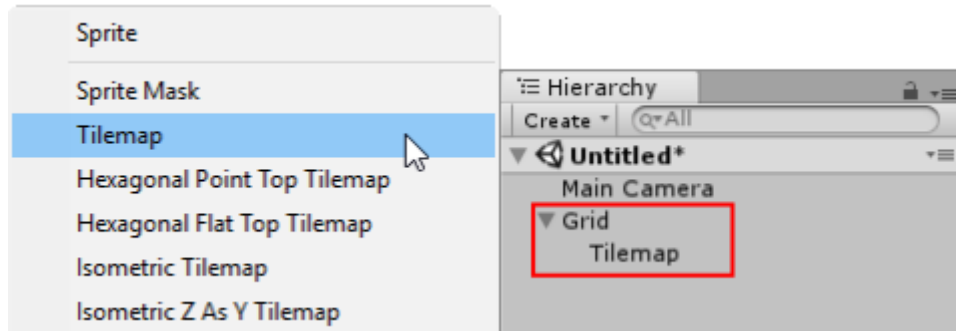 Sprite
Sprite Mask
Tilemap
Hexagonal Point Top Tilemap
Hexagonal Flat Top Tilemap
Isometric Tilemap
Isometric Z As Y Tilemap
Hierarchy
Create All
Untitled*
Main Camera
Grid
Tilemap